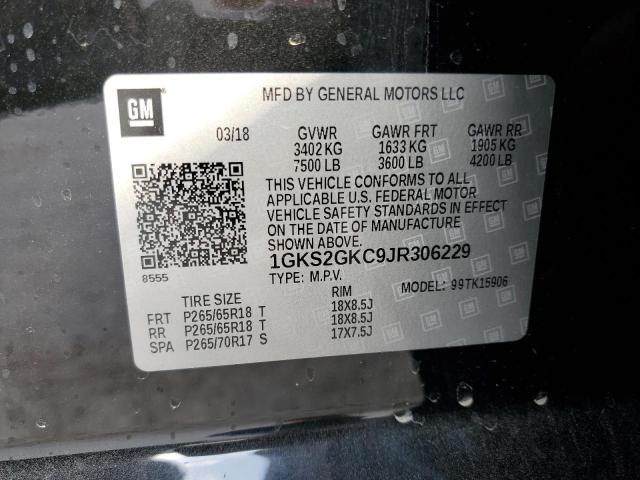 GM
MFD BY GENERAL MOTORS LLC
03/18 GVWR GAWR FRT GAWR RR
3402 KG 1633 KG 1905 KG
7500 LB 3600 LB 4200 LB
THIS VEHICLE CONFORMS TO ALL
APPLICABLE U.S. FEDERAL MOTOR
VEHICLE SAFETY STANDARDS IN EFFECT
ON THE DATE OF MANUFACTURE
SHOWN ABOVE.
8555
1GKS2GKC9JR306229
TYPE: M.P.V. MODEL: 99TK15906
TIRE SIZE RIM
FRT P265/65R18 T 18X8.5J
RR P265/65R18 T 18X8.5J
SPA P265/70R17 S 17X7.5J